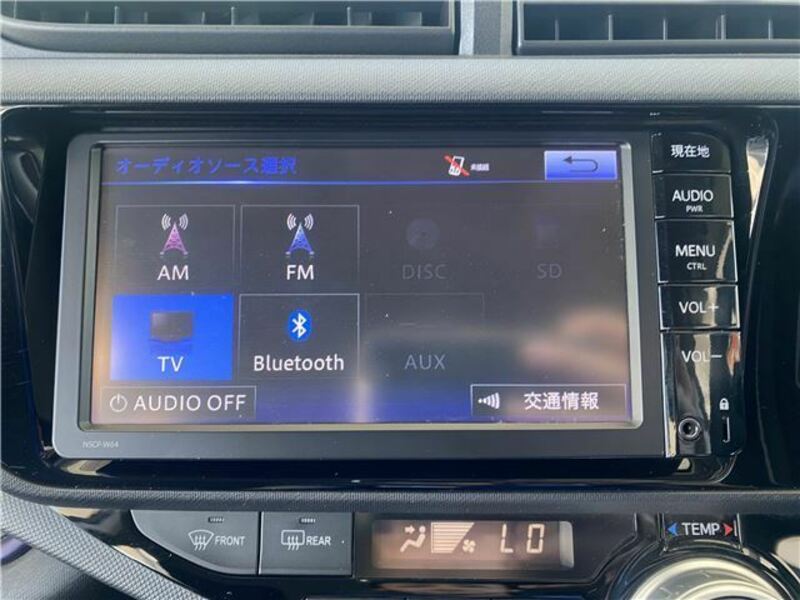 オーディオソース選択
未接続
現在地
AUDIO
PWR
AM
FM
DISC
SD
MENU
CTRL
VOL+
TV
Bluetooth
AUX
VOL−
AUDIO OFF
交通情報
NSCP-W64
FRONT
REAR
LO
TEMP